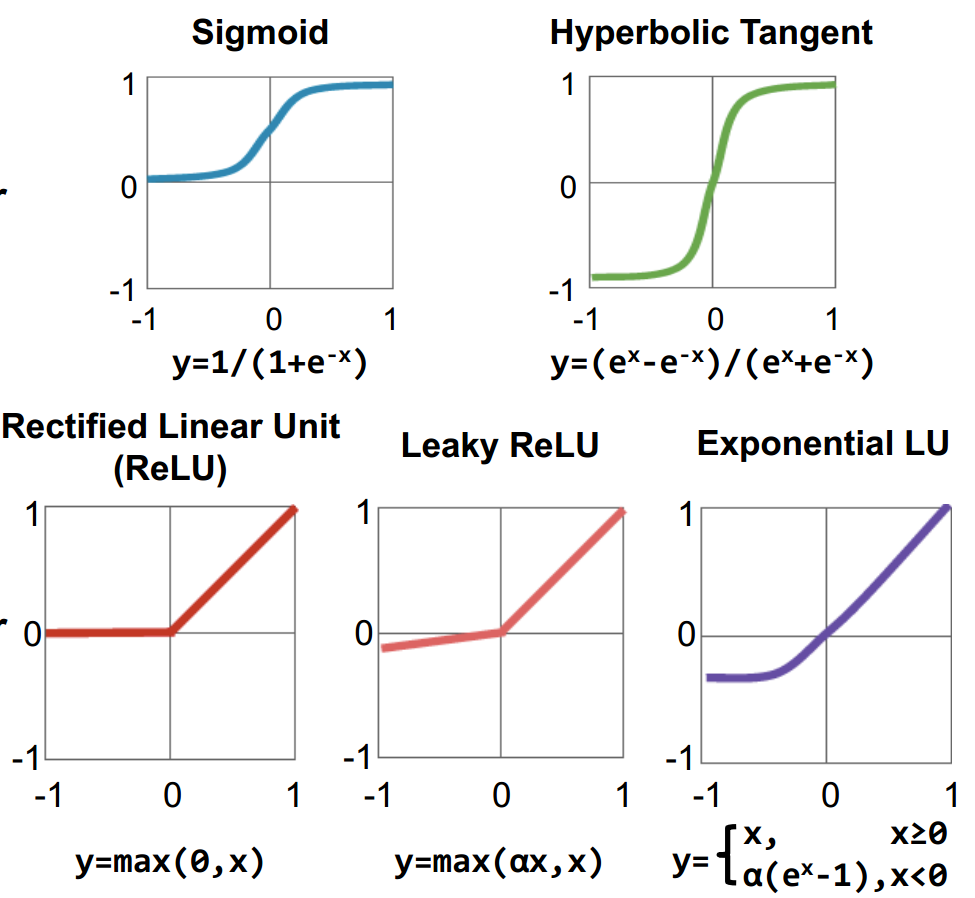 Sigmoid
Hyperbolic Tangent
1
0
-1
-1 0 1
1
0
-1
-1 0 1
y=1/(1+e⁻ˣ)
y=(eˣ-e⁻ˣ)/(eˣ+e⁻ˣ)
Rectified Linear Unit
(ReLU)
Leaky ReLU
Exponential LU
1
0
-1
-1 0 1
1
0
-1
-1 0 1
1
0
-1
-1 0 1
y=max(0,x)
y=max(αx,x)
y={x, x≥0
α(eˣ-1),x<0